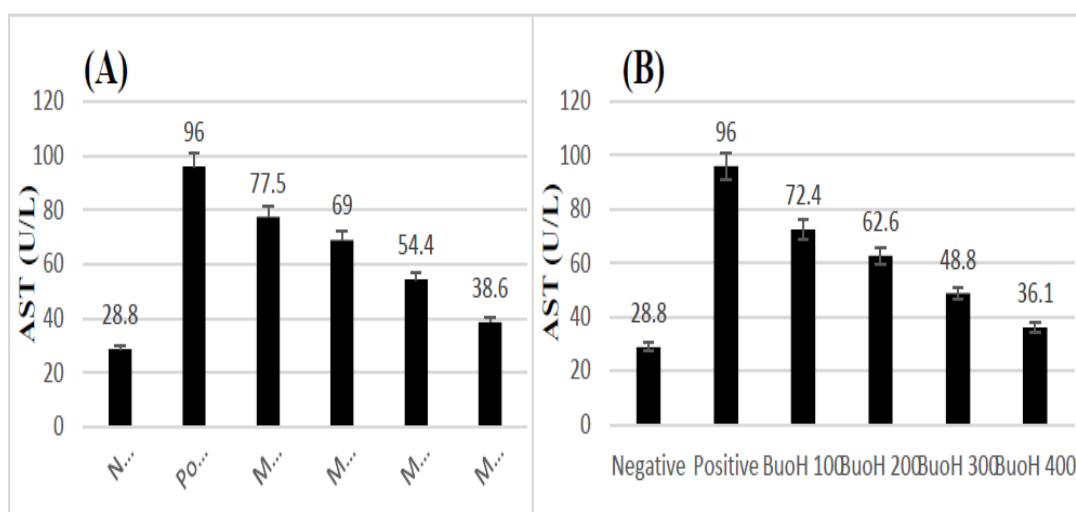 (A)
120
100
80
60
40
20
0
AST (U/L)
96
77.5
69
54.4
38.6
28.8
N...
Po...
M...
M...
M...
M...
(B)
120
100
80
60
40
20
0
AST (U/L)
96
72.4
62.6
48.8
36.1
28.8
Negative Positive BuoH 100 BuoH 200 BuoH 300 BuoH 400